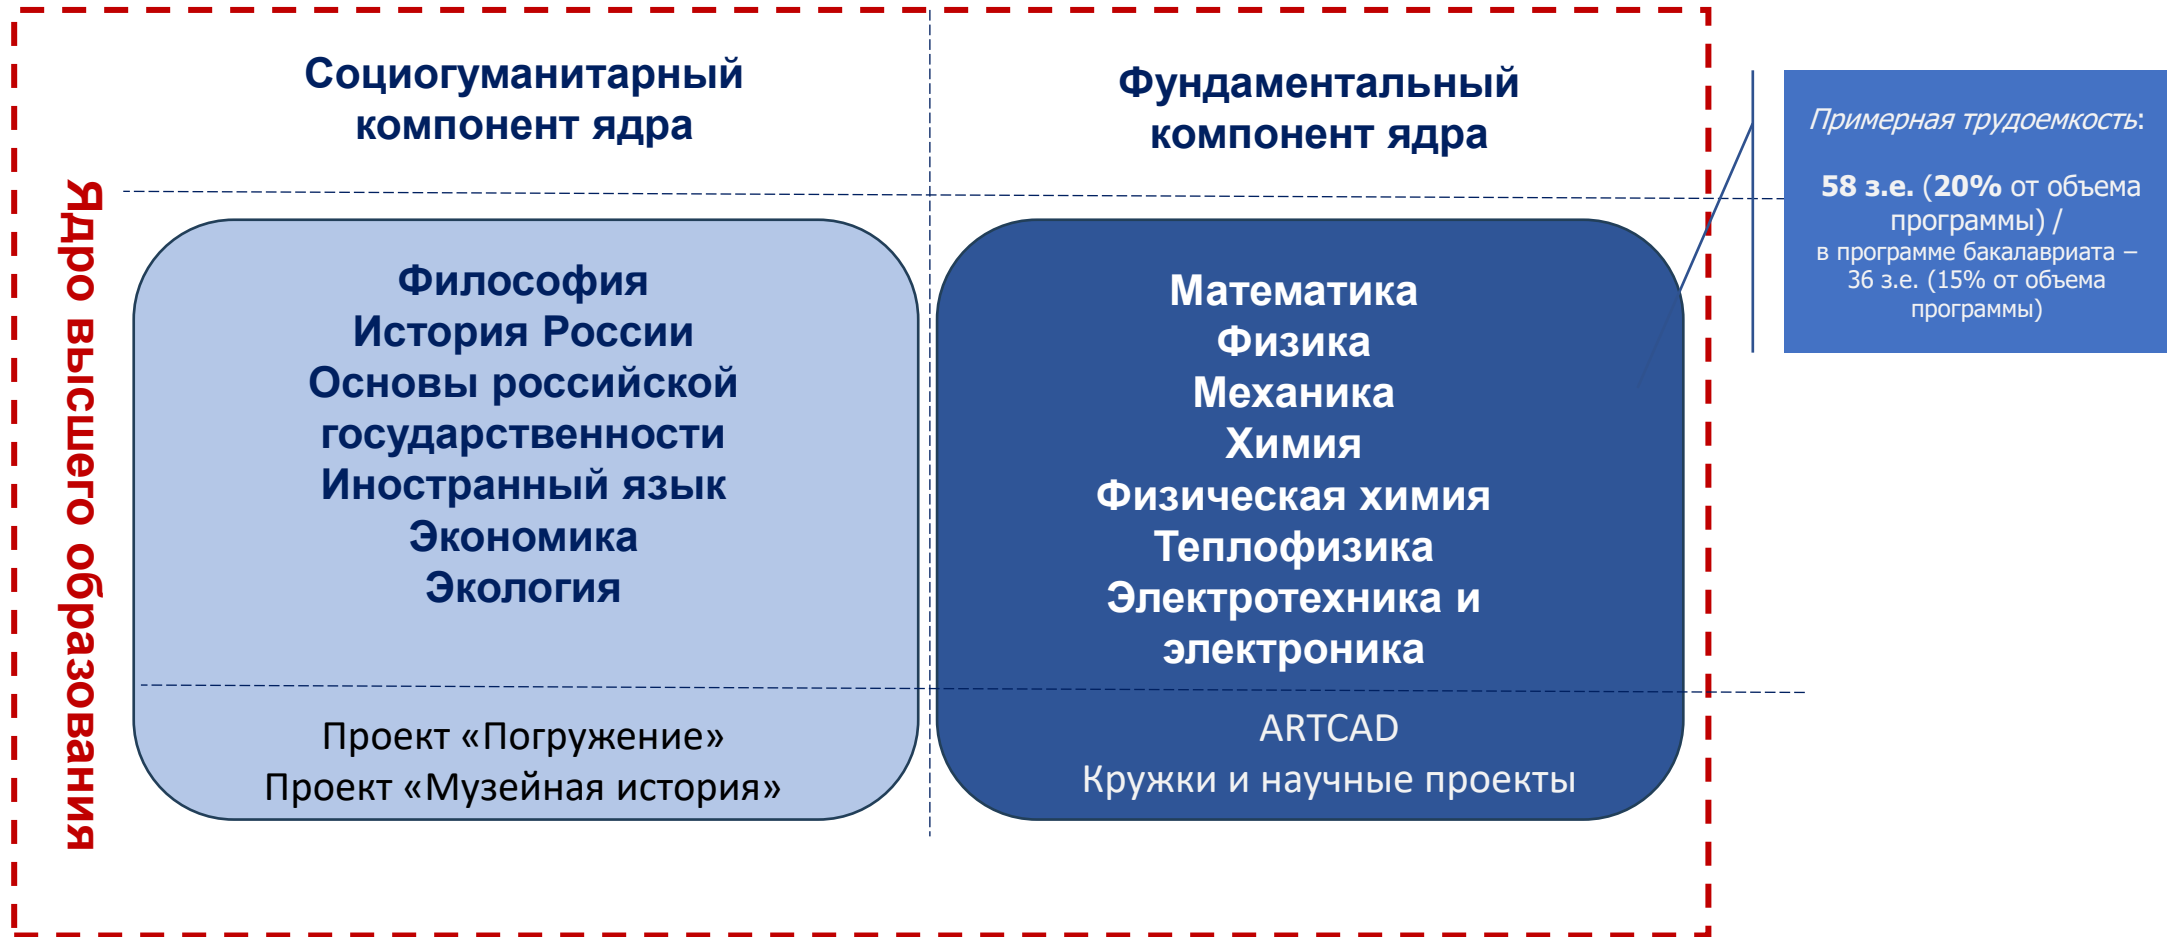 Ядро высшего образования
Социогуманитарный
компонент ядра
Философия
История России
Основы российской
государственности
Иностранный язык
Экономика
Экология
Проект «Погружение»
Проект «Музейная история»
Фундаментальный
компонент ядра
Математика
Физика
Механика
Химия
Физическая химия
Теплофизика
Электротехника и
электроника
ARTCAD
Кружки и научные проекты
Примерная трудоемкость:
58 з.е. (20% от объема
программы) /
в программе бакалавриата –
36 з.е. (15% от объема
программы)